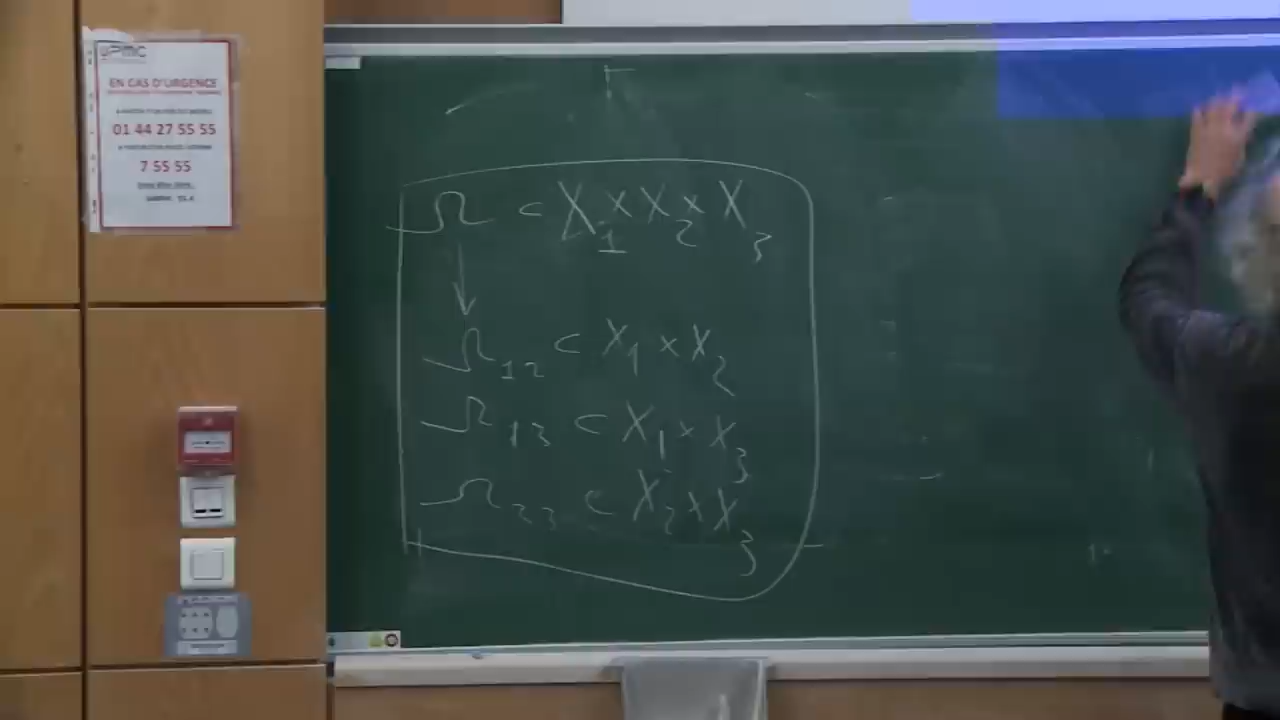 UPMC
EN CAS D'URGENCE
01 44 27 55 55
7 55 55
Ω ⊂ X₁ × X₂ × X₃
↓
Ω₁₂ ⊂ X₁ × X₂
Ω₁₃ ⊂ X₁ × X₃
Ω₂₃ ⊂ X₂ × X₃